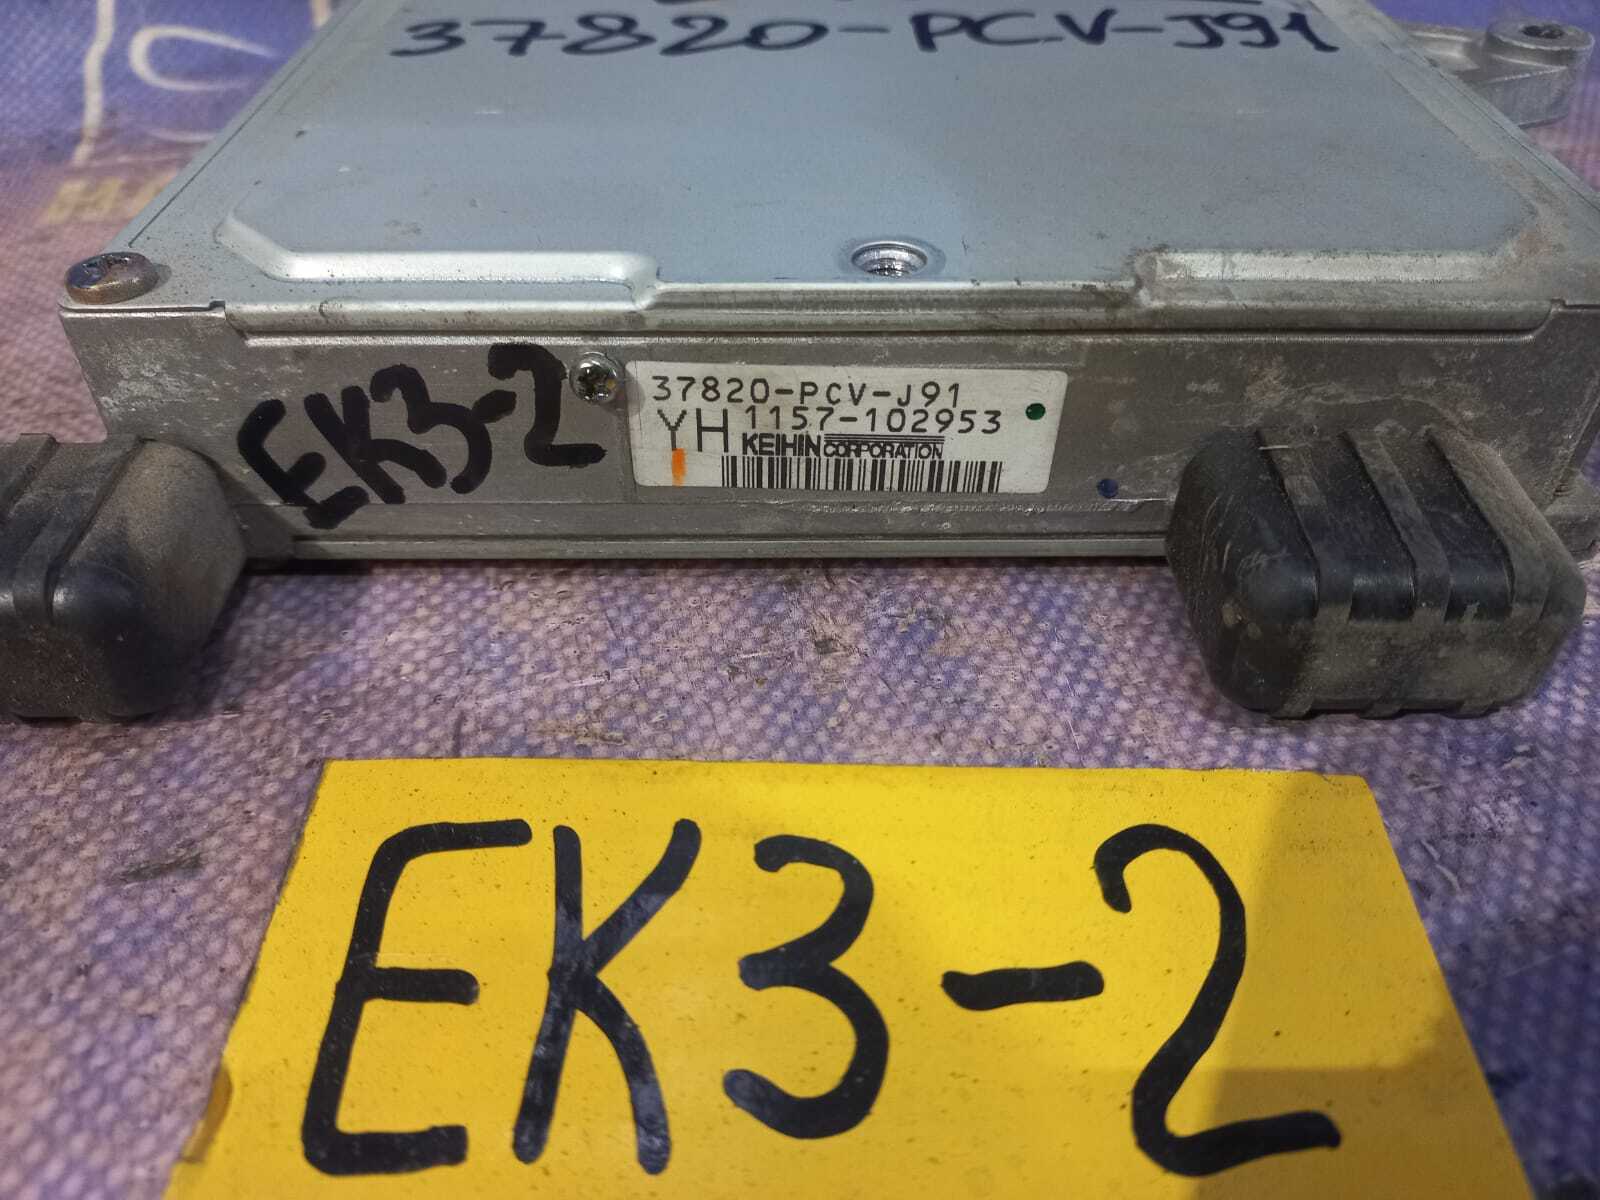 37820-PCV-J91
EK3-2
37820-PCV-J91
1157-102953
YH
KEIHIN CORPORATION
EK3-2